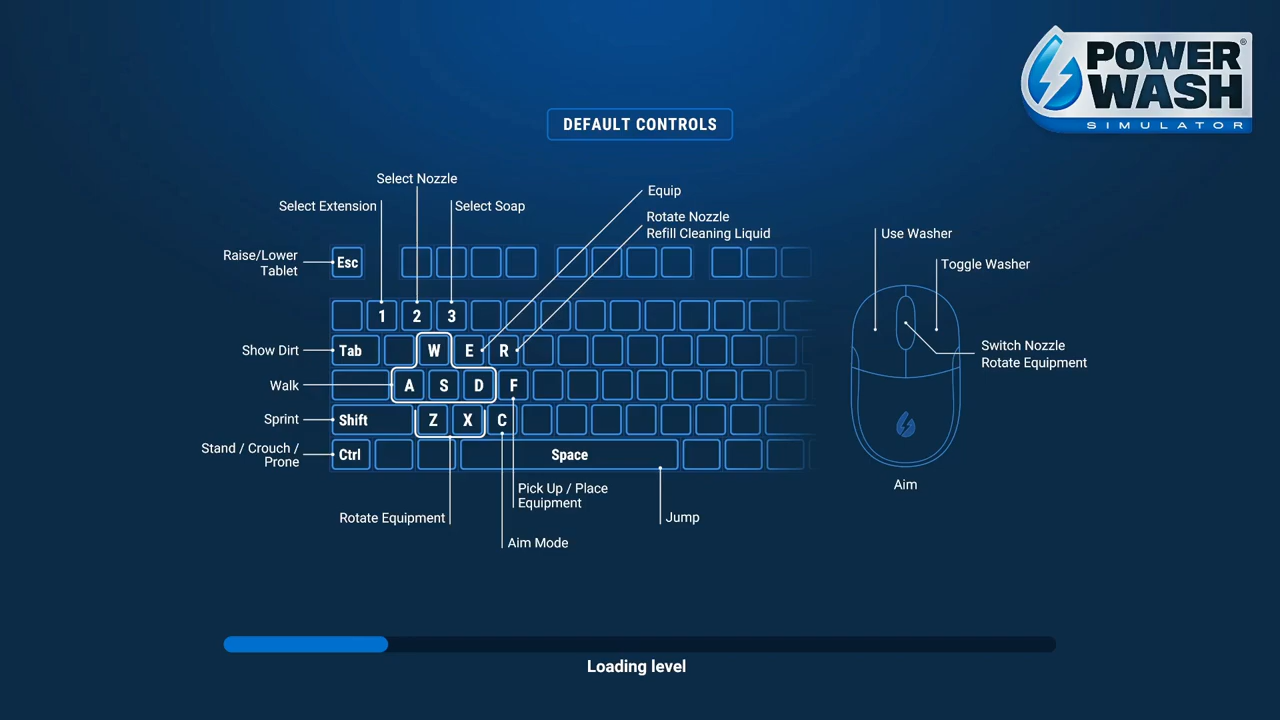 POWER
WASH®
SIMULATOR
DEFAULT CONTROLS
Select Nozzle
Select Extension
Select Soap
Equip
Rotate Nozzle
Refill Cleaning Liquid
Use Washer
Toggle Washer
Raise/Lower
Tablet
Esc
1 2 3
Show Dirt
Tab W E R
Switch Nozzle
Rotate Equipment
Walk
A S D F
Sprint
Shift Z X C
Stand / Crouch /
Prone
Ctrl Space
Aim
Pick Up / Place
Equipment
Rotate Equipment
Jump
Aim Mode
Loading level